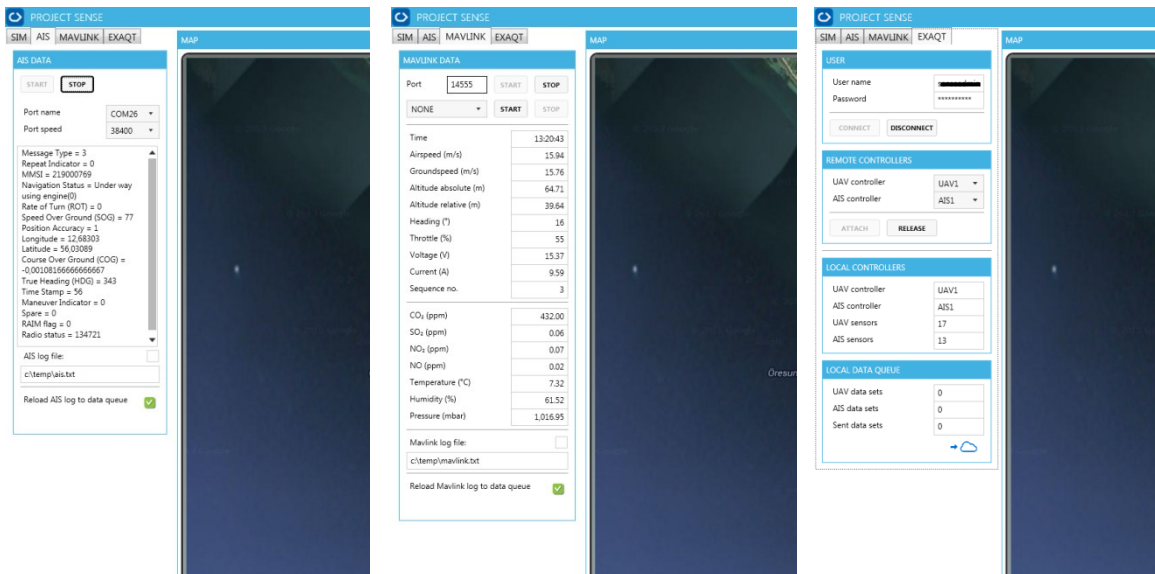 PROJECT SENSE
SIM AIS MAVLINK EXAQT
AIS DATA
START STOP
Port name COM26
Port speed 38400
Message Type = 3
Repeat Indicator = 0
MMSI = 219000769
Navigation Status = Under way
using engine(0)
Rate of Turn (ROT) = 0
Speed Over Ground (SOG) = 77
Position Accuracy = 1
Longitude = 12,68303
Latitude = 56,03089
Course Over Ground (COG) =
-0,00108166666666667
True Heading (HDG) = 343
Time Stamp = 56
Maneuver Indicator = 0
Spare = 0
RAIM flag = 0
Radio status = 134721
AIS log file:
c:\temp\ais.txt
Reload AIS log to data queue
MAP
PROJECT SENSE
SIM AIS MAVLINK EXAQT
MAVLINK DATA
Port 14555 START STOP
NONE START STOP
Time 13:20:43
Airspeed (m/s) 15.94
Groundspeed (m/s) 15.76
Altitude absolute (m) 64.71
Altitude relative (m) 39.64
Heading (°) 16
Throttle (%) 55
Voltage (V) 15.37
Current (A) 9.59
Sequence no. 3
CO₂ (ppm) 432.00
SO₂ (ppm) 0.06
NO₂ (ppm) 0.07
NO (ppm) 0.02
Temperature (°C) 7.32
Humidity (%) 61.52
Pressure (mbar) 1,016.95
Mavlink log file:
c:\temp\mavlink.txt
Reload Mavlink log to data queue
MAP
PROJECT SENSE
SIM AIS MAVLINK EXAQT
USER
User name
Password **********
CONNECT DISCONNECT
REMOTE CONTROLLERS
UAV controller UAV1
AIS controller AIS1
ATTACH RELEASE
LOCAL CONTROLLERS
UAV controller UAV1
AIS controller AIS1
UAV sensors 17
AIS sensors 13
LOCAL DATA QUEUE
UAV data sets 0
AIS data sets 0
Sent data sets 0
MAP